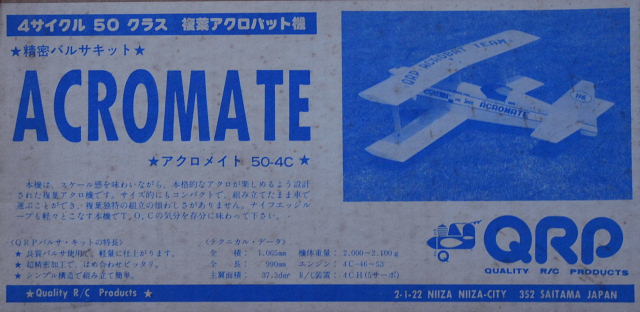 4サイクル 50 クラス 複葉アクロバット機
★精密バルサキット★
ACROMATE
★アクロメイト 50-4C★
本機は、スケール感を味わいながら、本格的なアクロが楽しめるよう設計
された複葉アクロ機です。サイズ的にもコンパクトで、組み立てたまま車で
運ぶことができ、複葉独特の組立の煩わしさがありません。ナイフエッジル
ープも軽々とこなす本機でT.O.Cの気分を存分に味わって下さい。
《QRPバルサ・キットの特長》
★ 良質バルサ使用で、軽量に仕上がります。
★ 超精密加工で、はめ合わせピッタリ。
★ シンプル構造で組み立て簡単。
《テクニカル・データ》
全 幅: 1,065mm 機体重量: 2,000~2,100g
全 長: 990mm エンジン: 4C-46~53
主翼面積: 37.3dm² R/C装置: 4CH(5サーボ)
QRP ACROBAT TEAM
ACROMATE
QRP
QUALITY R/C PRODUCTS
★Quality R/C Products ★
2-1-22 NIIZA NIIZA-CITY 352 SAITAMA JAPAN